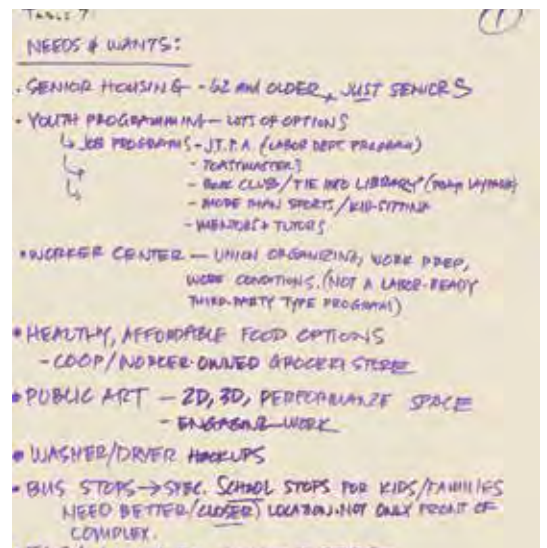 TABLE 7
①
NEEDS & WANTS:
• SENIOR HOUSING - 62 AND OLDER, JUST SENIORS
• YOUTH PROGRAMMING — LOTS OF OPTIONS
↳ JOB PROGRAMS - J.T.P.A. (LABOR DEPT. PROGRAM)
↳ - TOASTMASTERS
↳ - BOOK CLUB/TIE INTO LIBRARY
- MORE THAN SPORTS/KID-SITTING
- MENTORS + TUTORS
• WORKER CENTER — UNION ORGANIZING, WORK PREP,
WORK CONDITIONS. (NOT A LABOR-READY
THIRD-PARTY TYPE PROGRAM)
• HEALTHY, AFFORDABLE FOOD OPTIONS
- COOP/WORKER-OWNED GROCERY STORE
• PUBLIC ART — 2D, 3D, PERFORMANCE SPACE
- ENGAGING WORK
• WASHER/DRYER HOOKUPS
• BUS STOPS → SPEC. SCHOOL STOPS FOR KIDS/FAMILIES
NEED BETTER/(CLOSER) LOCATION. NOT ONLY FRONT OF
COMPLEX.